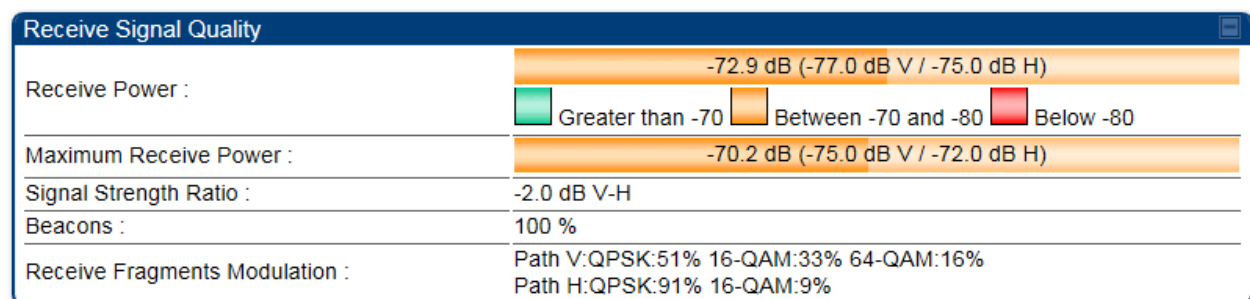 Receive Signal Quality
Receive Power : -72.9 dB (-77.0 dB V / -75.0 dB H)
Greater than -70 Between -70 and -80 Below -80
Maximum Receive Power : -70.2 dB (-75.0 dB V / -72.0 dB H)
Signal Strength Ratio : -2.0 dB V-H
Beacons : 100 %
Receive Fragments Modulation : Path V:QPSK:51% 16-QAM:33% 64-QAM:16%
Path H:QPSK:91% 16-QAM:9%